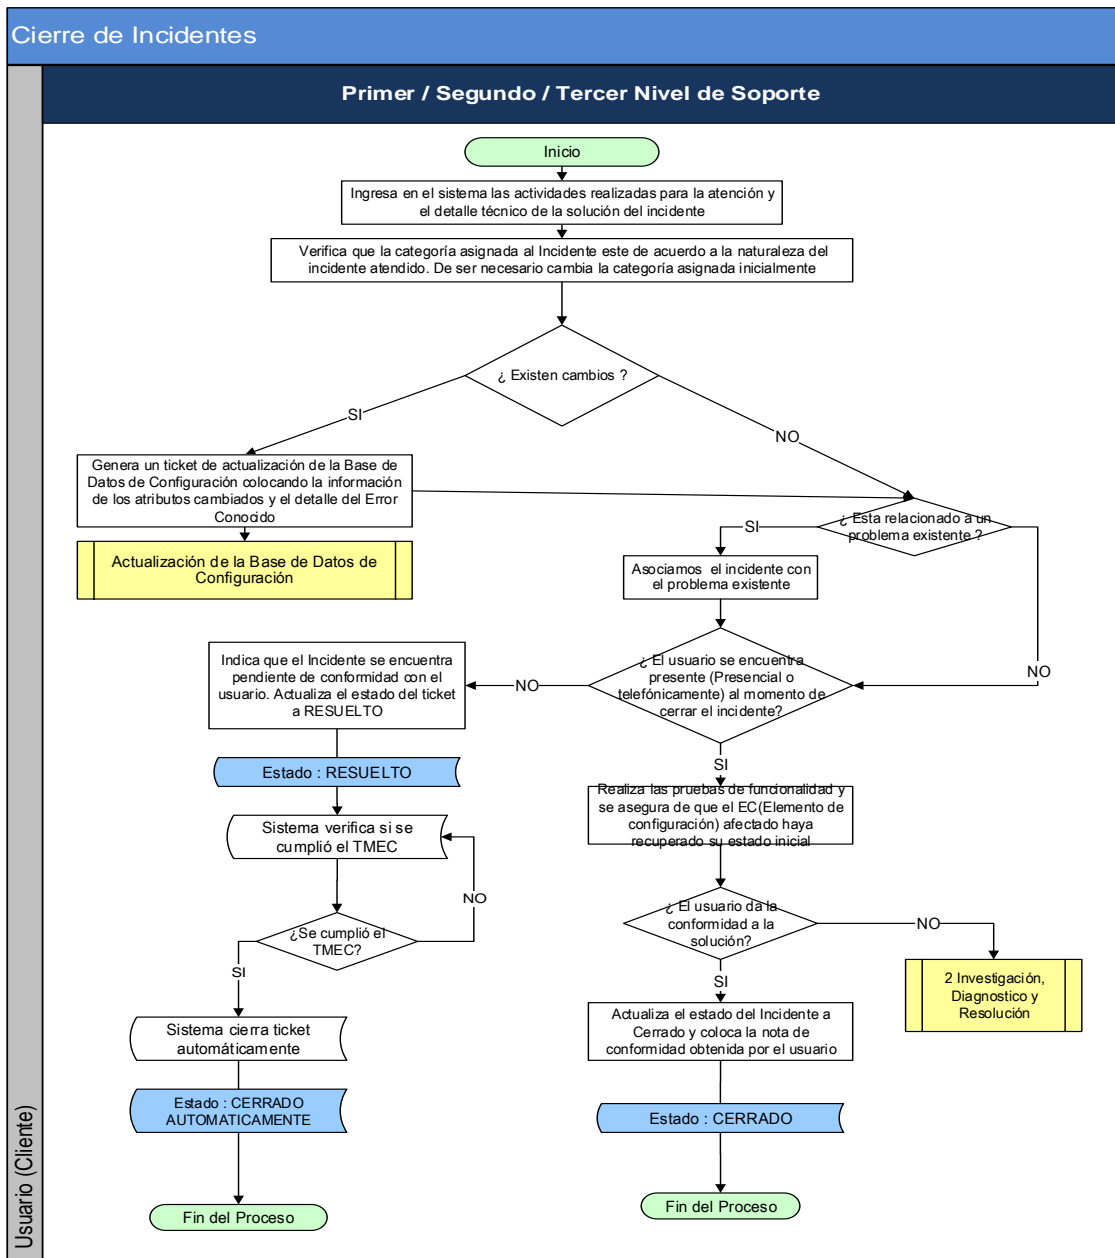 Cierre de Incidentes
Primer / Segundo / Tercer Nivel de Soporte
Usuario (Cliente)
Inicio
Ingresa en el sistema las actividades realizadas para la atención y
el detalle técnico de la solución del incidente
Verifica que la categoría asignada al Incidente este de acuerdo a la naturaleza del
incidente atendido. De ser necesario cambia la categoría asignada inicialmente
¿ Existen cambios ?
SI
NO
Genera un ticket de actualización de la Base de
Datos de Configuración colocando la información
de los atributos cambiados y el detalle del Error
Conocido
¿ Esta relacionado a un
problema existente ?
SI
NO
Actualización de la Base de Datos de
Configuración
Asociamos el incidente con
el problema existente
¿ El usuario se encuentra
presente (Presencial o
telefónicamente) al momento de
cerrar el incidente?
NO
SI
Indica que el Incidente se encuentra
pendiente de conformidad con el
usuario. Actualiza el estado del ticket
a RESUELTO
Estado : RESUELTO
Sistema verifica si se
cumplió el TMEC
¿Se cumplió el
TMEC?
NO
SI
Sistema cierra ticket
automáticamente
Estado : CERRADO
AUTOMATICAMENTE
Fin del Proceso
Realiza las pruebas de funcionalidad y
se asegura de que el EC(Elemento de
configuración) afectado haya
recuperado su estado inicial
¿ El usuario da la
conformidad a la
solución?
NO
SI
2 Investigación,
Diagnostico y
Resolución
Actualiza el estado del Incidente a
Cerrado y coloca la nota de
conformidad obtenida por el usuario
Estado : CERRADO
Fin del Proceso